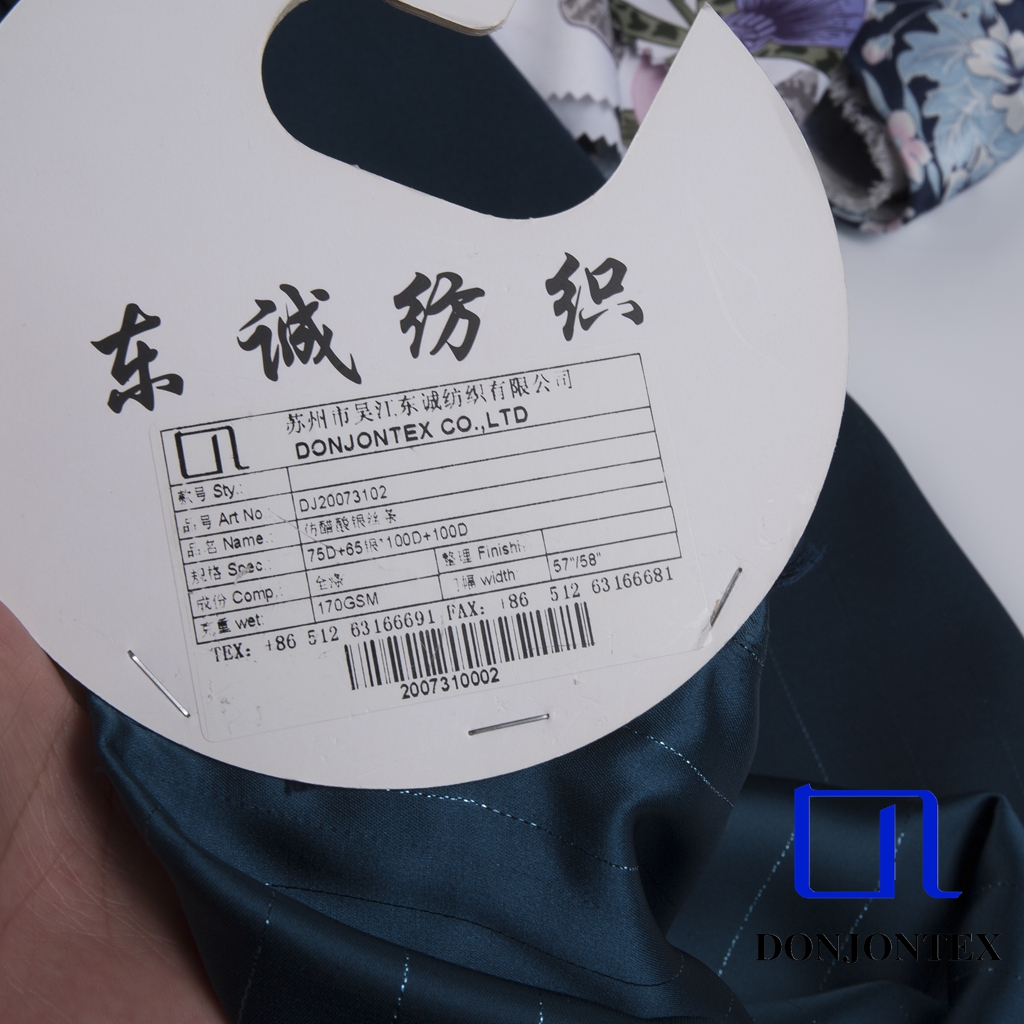 东诚纺织
苏州市吴江东诚纺织有限公司
DONJONTEX CO.,LTD
款号 Sty.:
品号 Art No DJ20073102
品名 Name.: 仿醋酸银丝条
规格 Spec.: 75D+65银*100D+100D
成份 Comp,: 全涤 整理 Finishi:
克重 wet: 170GSM 门幅 width 57"/58"
TEX: +86 512 63166691 FAX: +86 512 63166681
2007310002
DONJONTEX